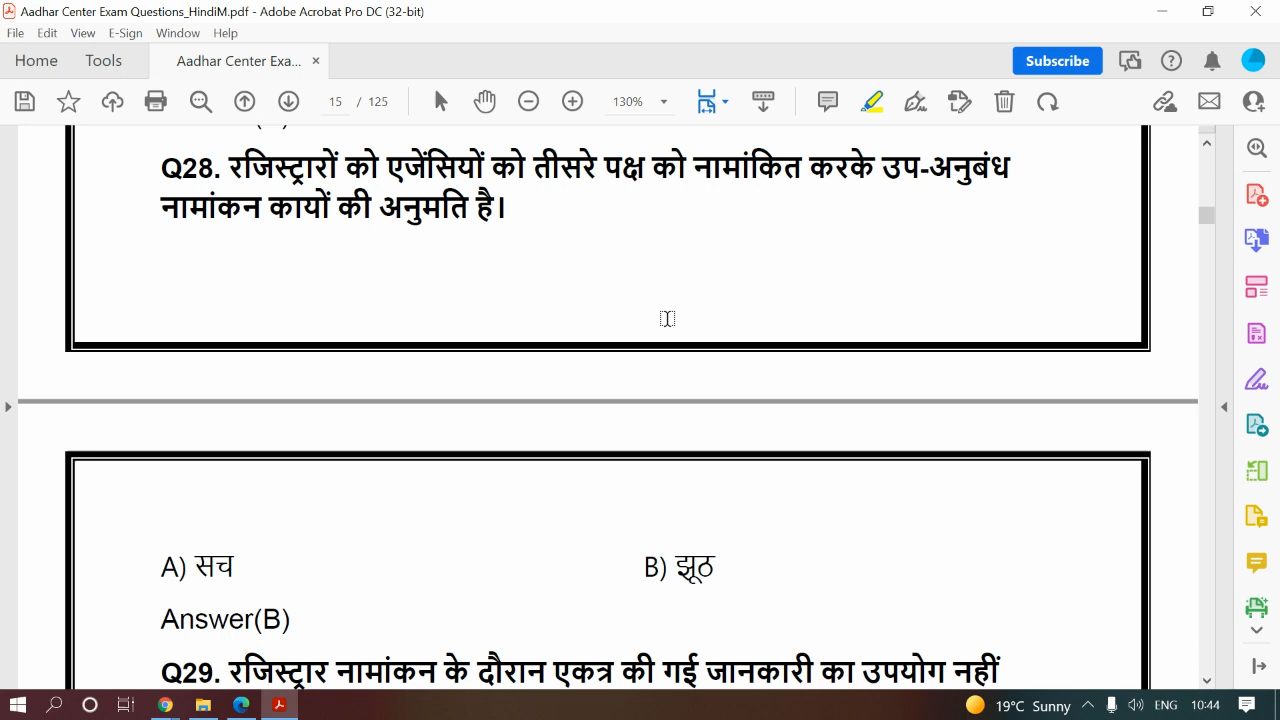 Aadhar Center Exam Questions_HindiM.pdf - Adobe Acrobat Pro DC (32-bit)
File Edit View E-Sign Window Help
Home Tools Aadhar Center Exa... × Subscribe
15 / 125 130%
Q28. रजिस्ट्रारों को एजेंसियों को तीसरे पक्ष को नामांकित करके उप-अनुबंध
नामांकन कार्यों की अनुमति है।
A) सच B) झूठ
Answer(B)
Q29. रजिस्ट्रार नामांकन के दौरान एकत्र की गई जानकारी का उपयोग नहीं
19°C Sunny ENG 10:44